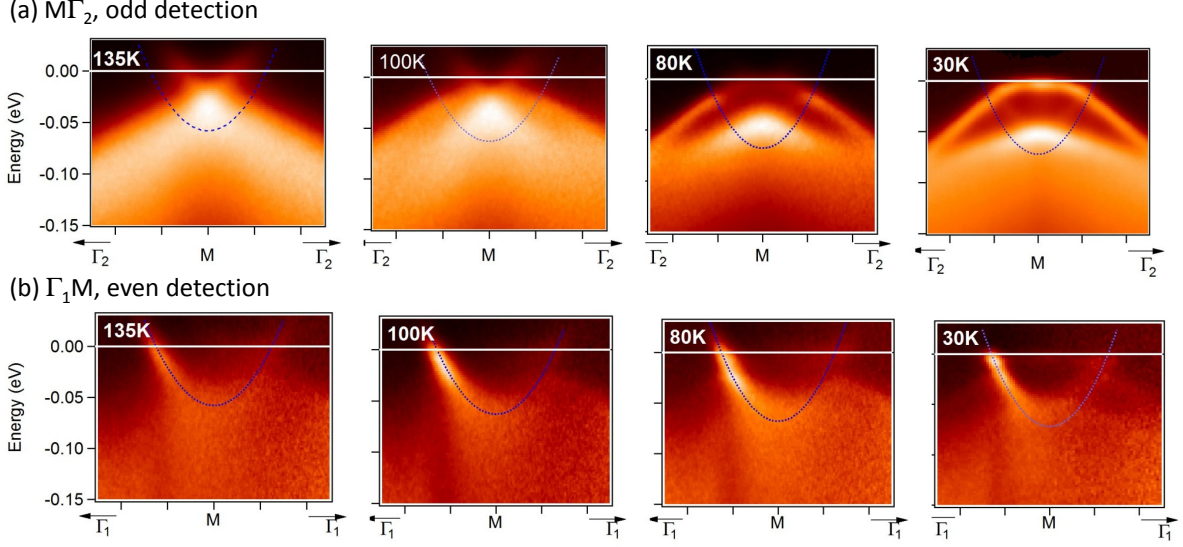 (a) MΓ₂, odd detection
135K
100K
80K
30K
Energy (eV)
0.00
-0.05
-0.10
-0.15
Γ₂ M Γ₂
Γ₂ M Γ₂
Γ₂ M Γ₂
Γ₂ M Γ₂
(b) Γ₁M, even detection
135K
100K
80K
30K
Energy (eV)
0.00
-0.05
-0.10
-0.15
Γ₁ M Γ₁
Γ₁ M Γ₁
Γ₁ M Γ₁
Γ₁ M Γ₁